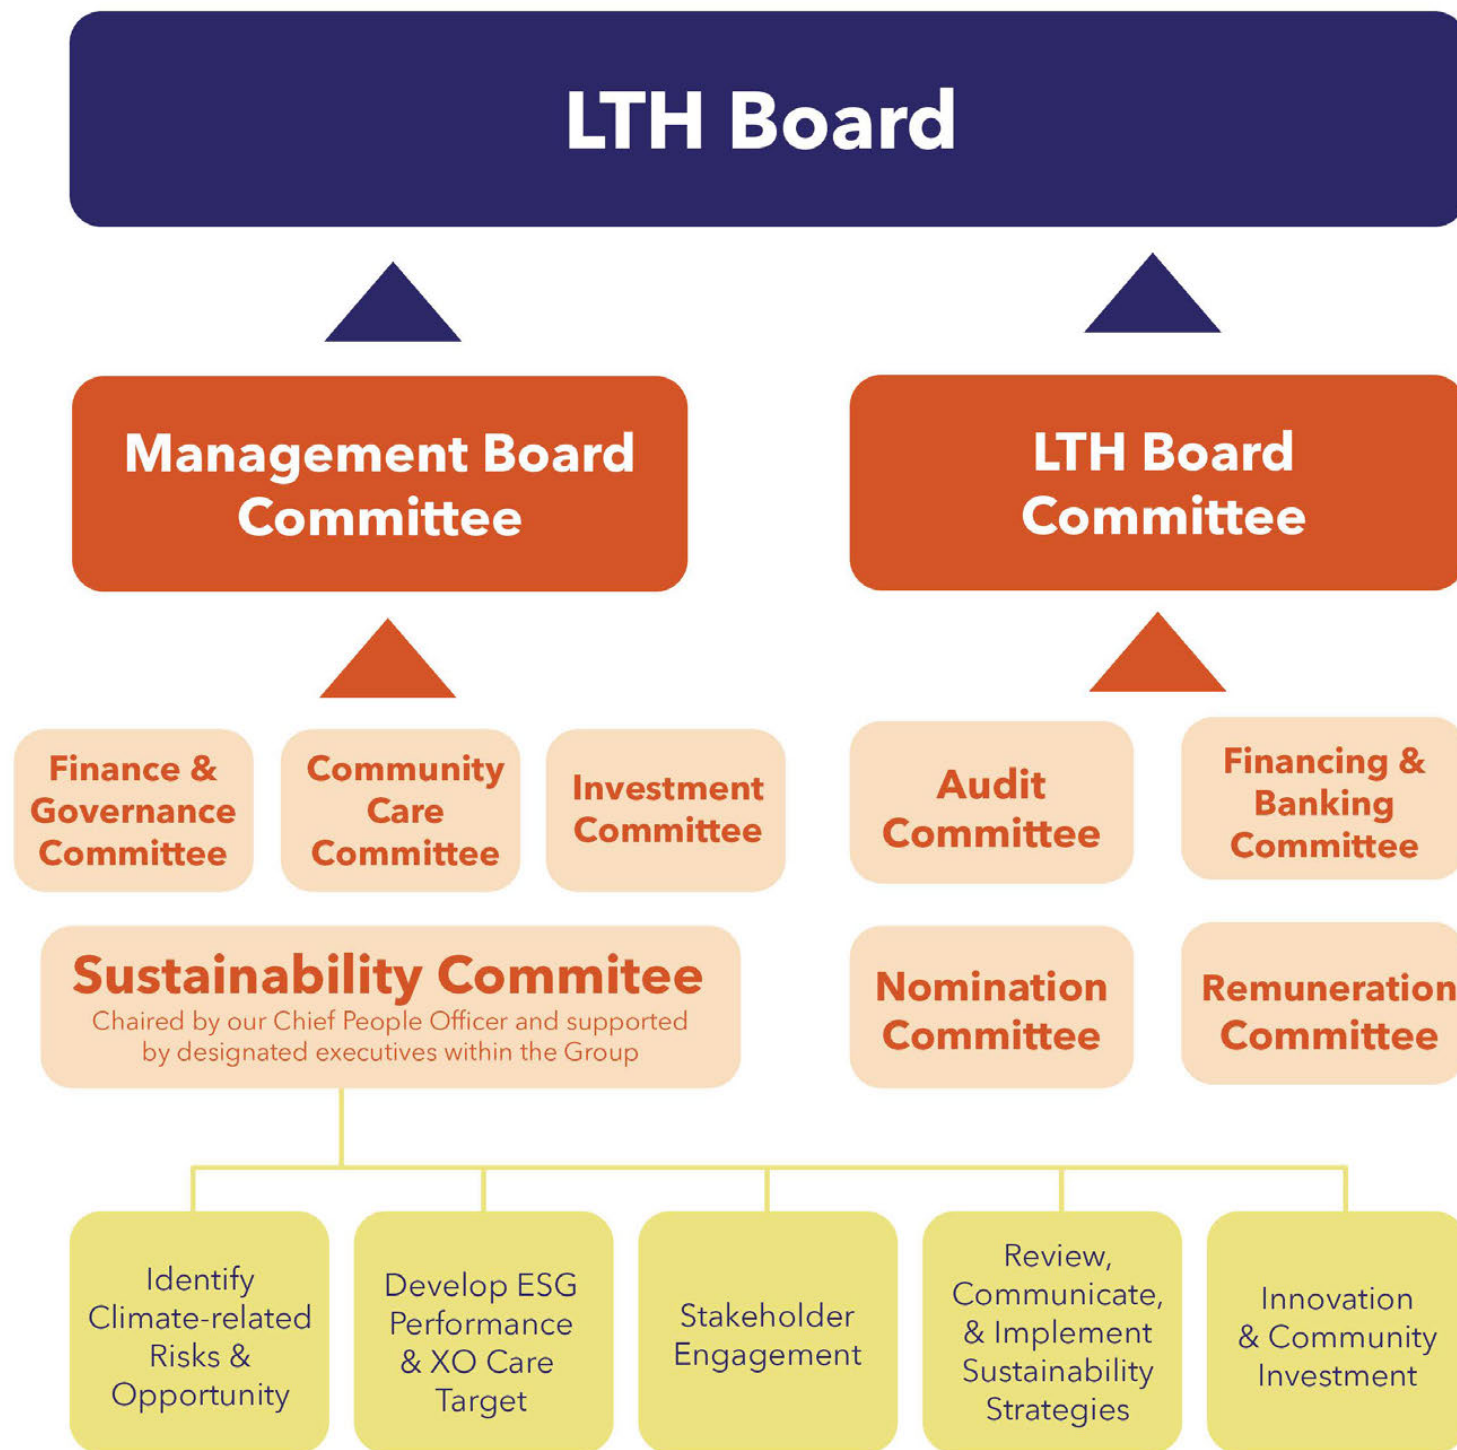 LTH Board
Management Board
Committee
LTH Board
Committee
Finance &
Governance
Committee
Community
Care
Committee
Investment
Committee
Audit
Committee
Financing &
Banking
Committee
Sustainability Commitee
Chaired by our Chief People Officer and supported
by designated executives within the Group
Nomination
Committee
Remuneration
Committee
Identify
Climate-related
Risks &
Opportunity
Develop ESG
Performance
& XO Care
Target
Stakeholder
Engagement
Review,
Communicate,
& Implement
Sustainability
Strategies
Innovation
& Community
Investment